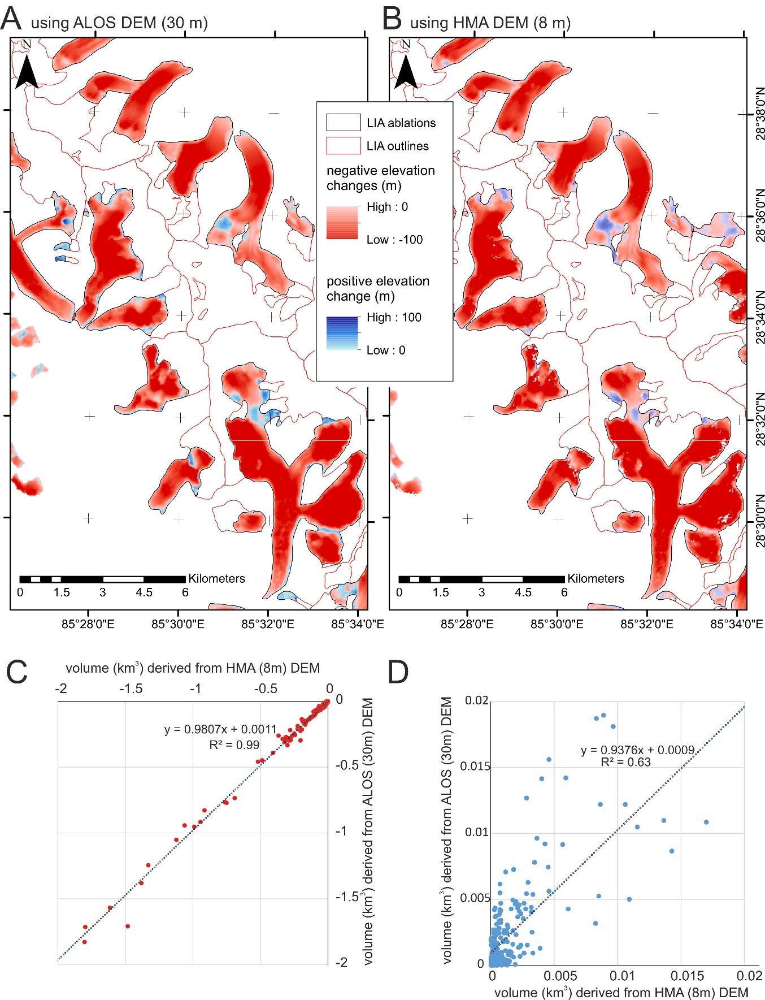 A using ALOS DEM (30 m)
B using HMA DEM (8 m)
N
N
LIA ablations
LIA outlines
negative elevation
changes (m)
High : 0
Low : -100
positive elevation
change (m)
High : 100
Low : 0
28°38'0"N
28°36'0"N
28°34'0"N
28°32'0"N
28°30'0"N
Kilometers
0 1.5 3 4.5 6
Kilometers
0 1.5 3 4.5 6
85°28'0"E 85°30'0"E 85°32'0"E 85°34'0"E
85°28'0"E 85°30'0"E 85°32'0"E 85°34'0"E
C
volume (km³) derived from HMA (8m) DEM
-2 -1.5 -1 -0.5 0
0
-0.5
-1
-1.5
-2
y = 0.9807x + 0.0011
R² = 0.99
volume (km³) derived from ALOS (30m) DEM
D
volume (km³) derived from ALOS (30m) DEM
0.02
0.015
0.01
0.005
0
y = 0.9376x + 0.0009
R² = 0.63
0 0.005 0.01 0.015 0.02
volume (km³) derived from HMA (8m) DEM